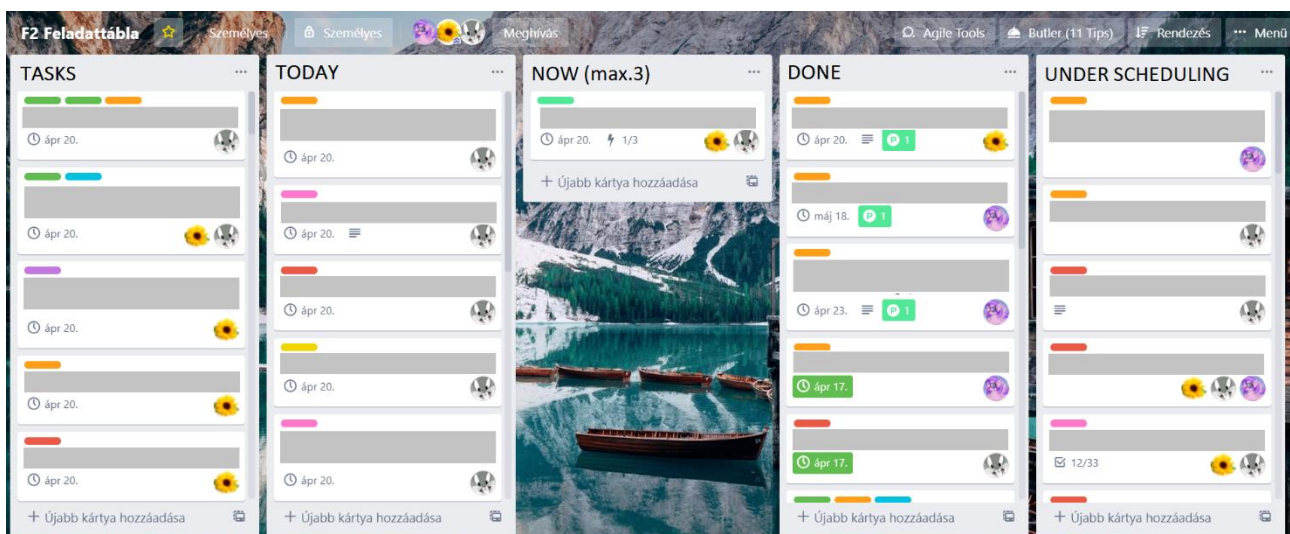 F2 Feladattábla Személyes Személyes Meghívás Agile Tools Butler (11 Tips) Rendezés ··· Menü
TASKS ···
ápr 20.
ápr 20.
ápr 20.
ápr 20.
ápr 20.
+ Újabb kártya hozzáadása
TODAY ···
ápr 20.
ápr 20.
ápr 20.
ápr 20.
ápr 20.
+ Újabb kártya hozzáadása
NOW (max.3) ···
ápr 20. 1/3
+ Újabb kártya hozzáadása
DONE ···
ápr 20. P 1
máj 18. P 1
ápr 23. P 1
ápr 17.
ápr 17.
+ Újabb kártya hozzáadása
UNDER SCHEDULING ···
12/33
+ Újabb kártya hozzáadása